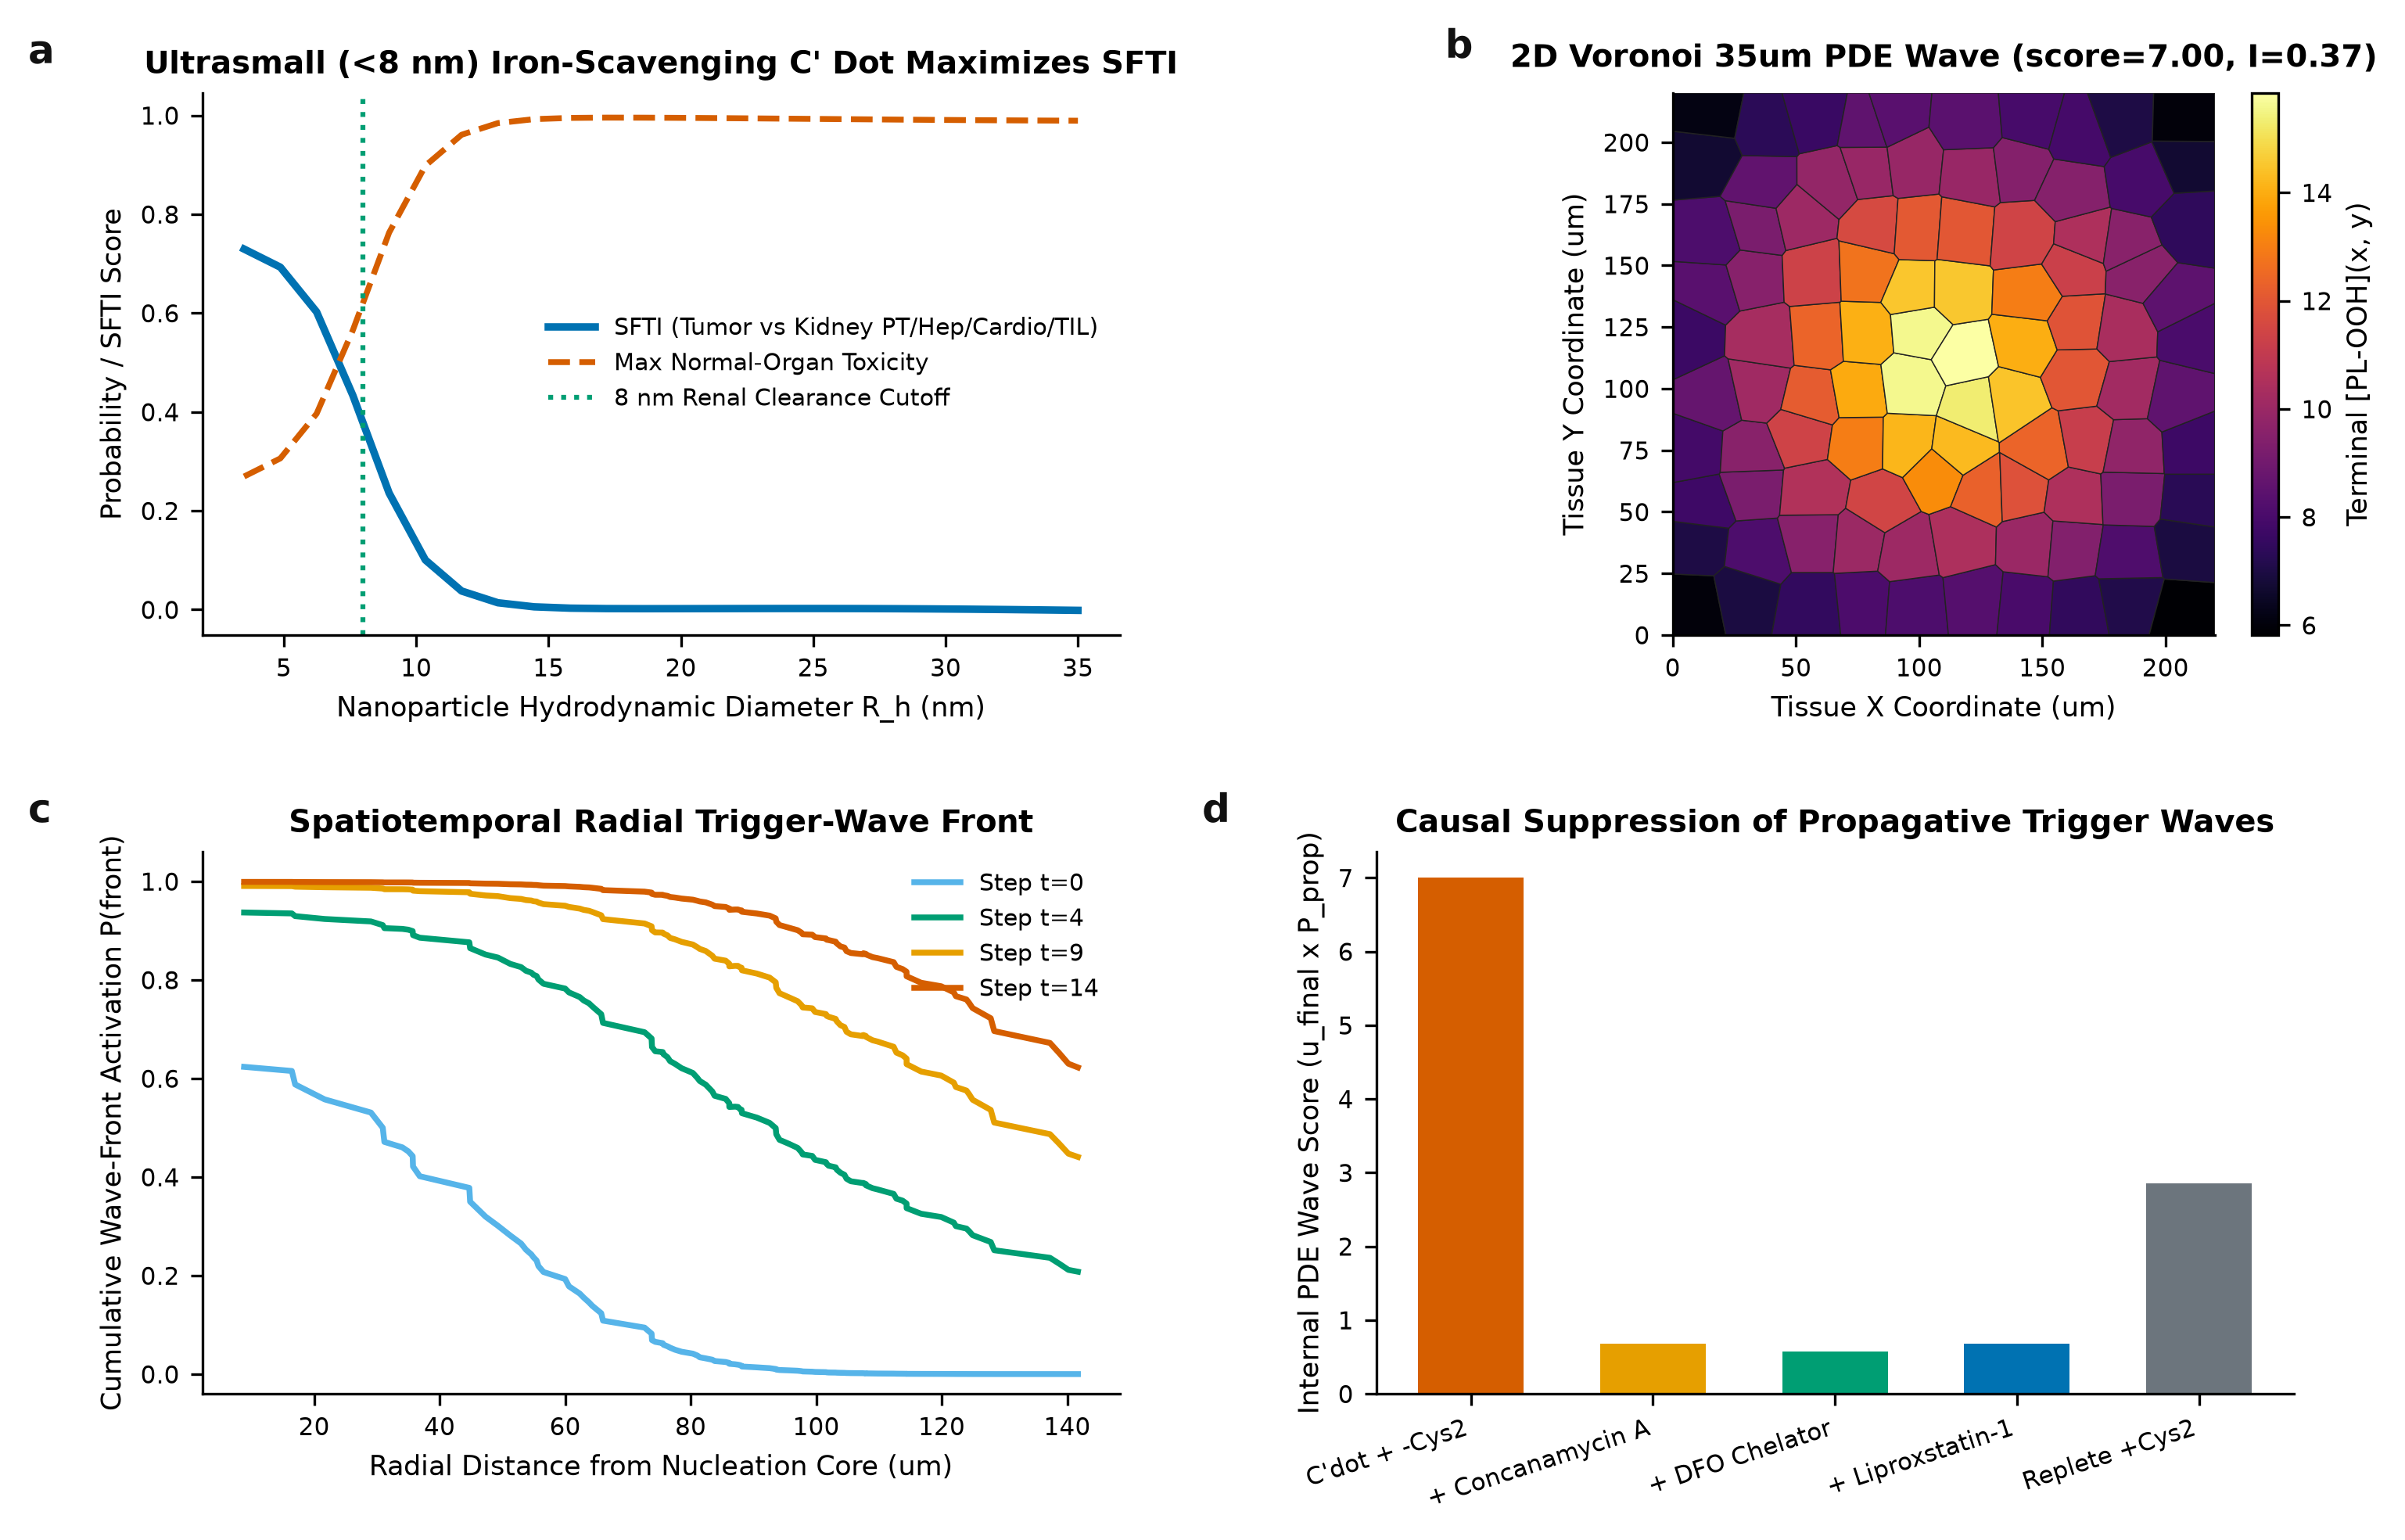 a
Ultrasmall (<8 nm) Iron-Scavenging C' Dot Maximizes SFTI
Probability / SFTI Score
1.0
0.8
0.6
0.4
0.2
0.0
SFTI (Tumor vs Kidney PT/Hep/Cardio/TIL)
Max Normal-Organ Toxicity
8 nm Renal Clearance Cutoff
5 10 15 20 25 30 35
Nanoparticle Hydrodynamic Diameter R_h (nm)
b
2D Voronoi 35um PDE Wave (score=7.00, I=0.37)
Tissue Y Coordinate (um)
200
175
150
125
100
75
50
25
0
0 50 100 150 200
Tissue X Coordinate (um)
14
12
10
8
6
Terminal [PL-OOH](x, y)
c
Spatiotemporal Radial Trigger-Wave Front
Cumulative Wave-Front Activation P(front)
1.0
0.8
0.6
0.4
0.2
0.0
Step t=0
Step t=4
Step t=9
Step t=14
20 40 60 80 100 120 140
Radial Distance from Nucleation Core (um)
d
Causal Suppression of Propagative Trigger Waves
Internal PDE Wave Score (u_final x P_prop)
7
6
5
4
3
2
1
0
C'dot + -Cys2
+ Concanamycin A
+ DFO Chelator
+ Liproxstatin-1
Replete +Cys2